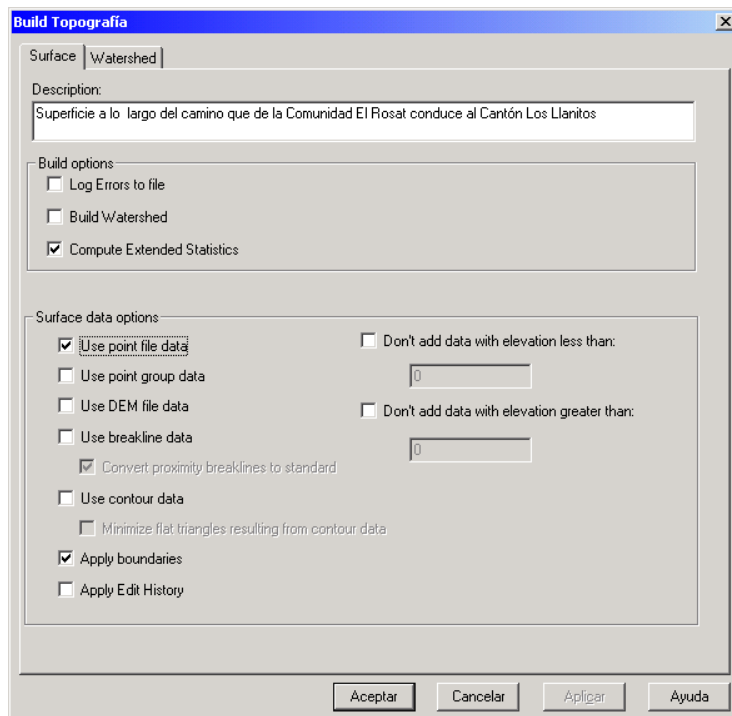 Build Topografía
Surface
Watershed
Description:
Superficie a lo largo del camino que de la Comunidad El Rosat conduce al Cantón Los Llanitos
Build options
Log Errors to file
Build Watershed
Compute Extended Statistics
Surface data options
Use point file data
Use point group data
Use DEM file data
Use breakline data
Convert proximity breaklines to standard
Use contour data
Minimize flat triangles resulting from contour data
Apply boundaries
Apply Edit History
Don't add data with elevation less than:
0
Don't add data with elevation greater than:
0
Aceptar
Cancelar
Aplicar
Ayuda